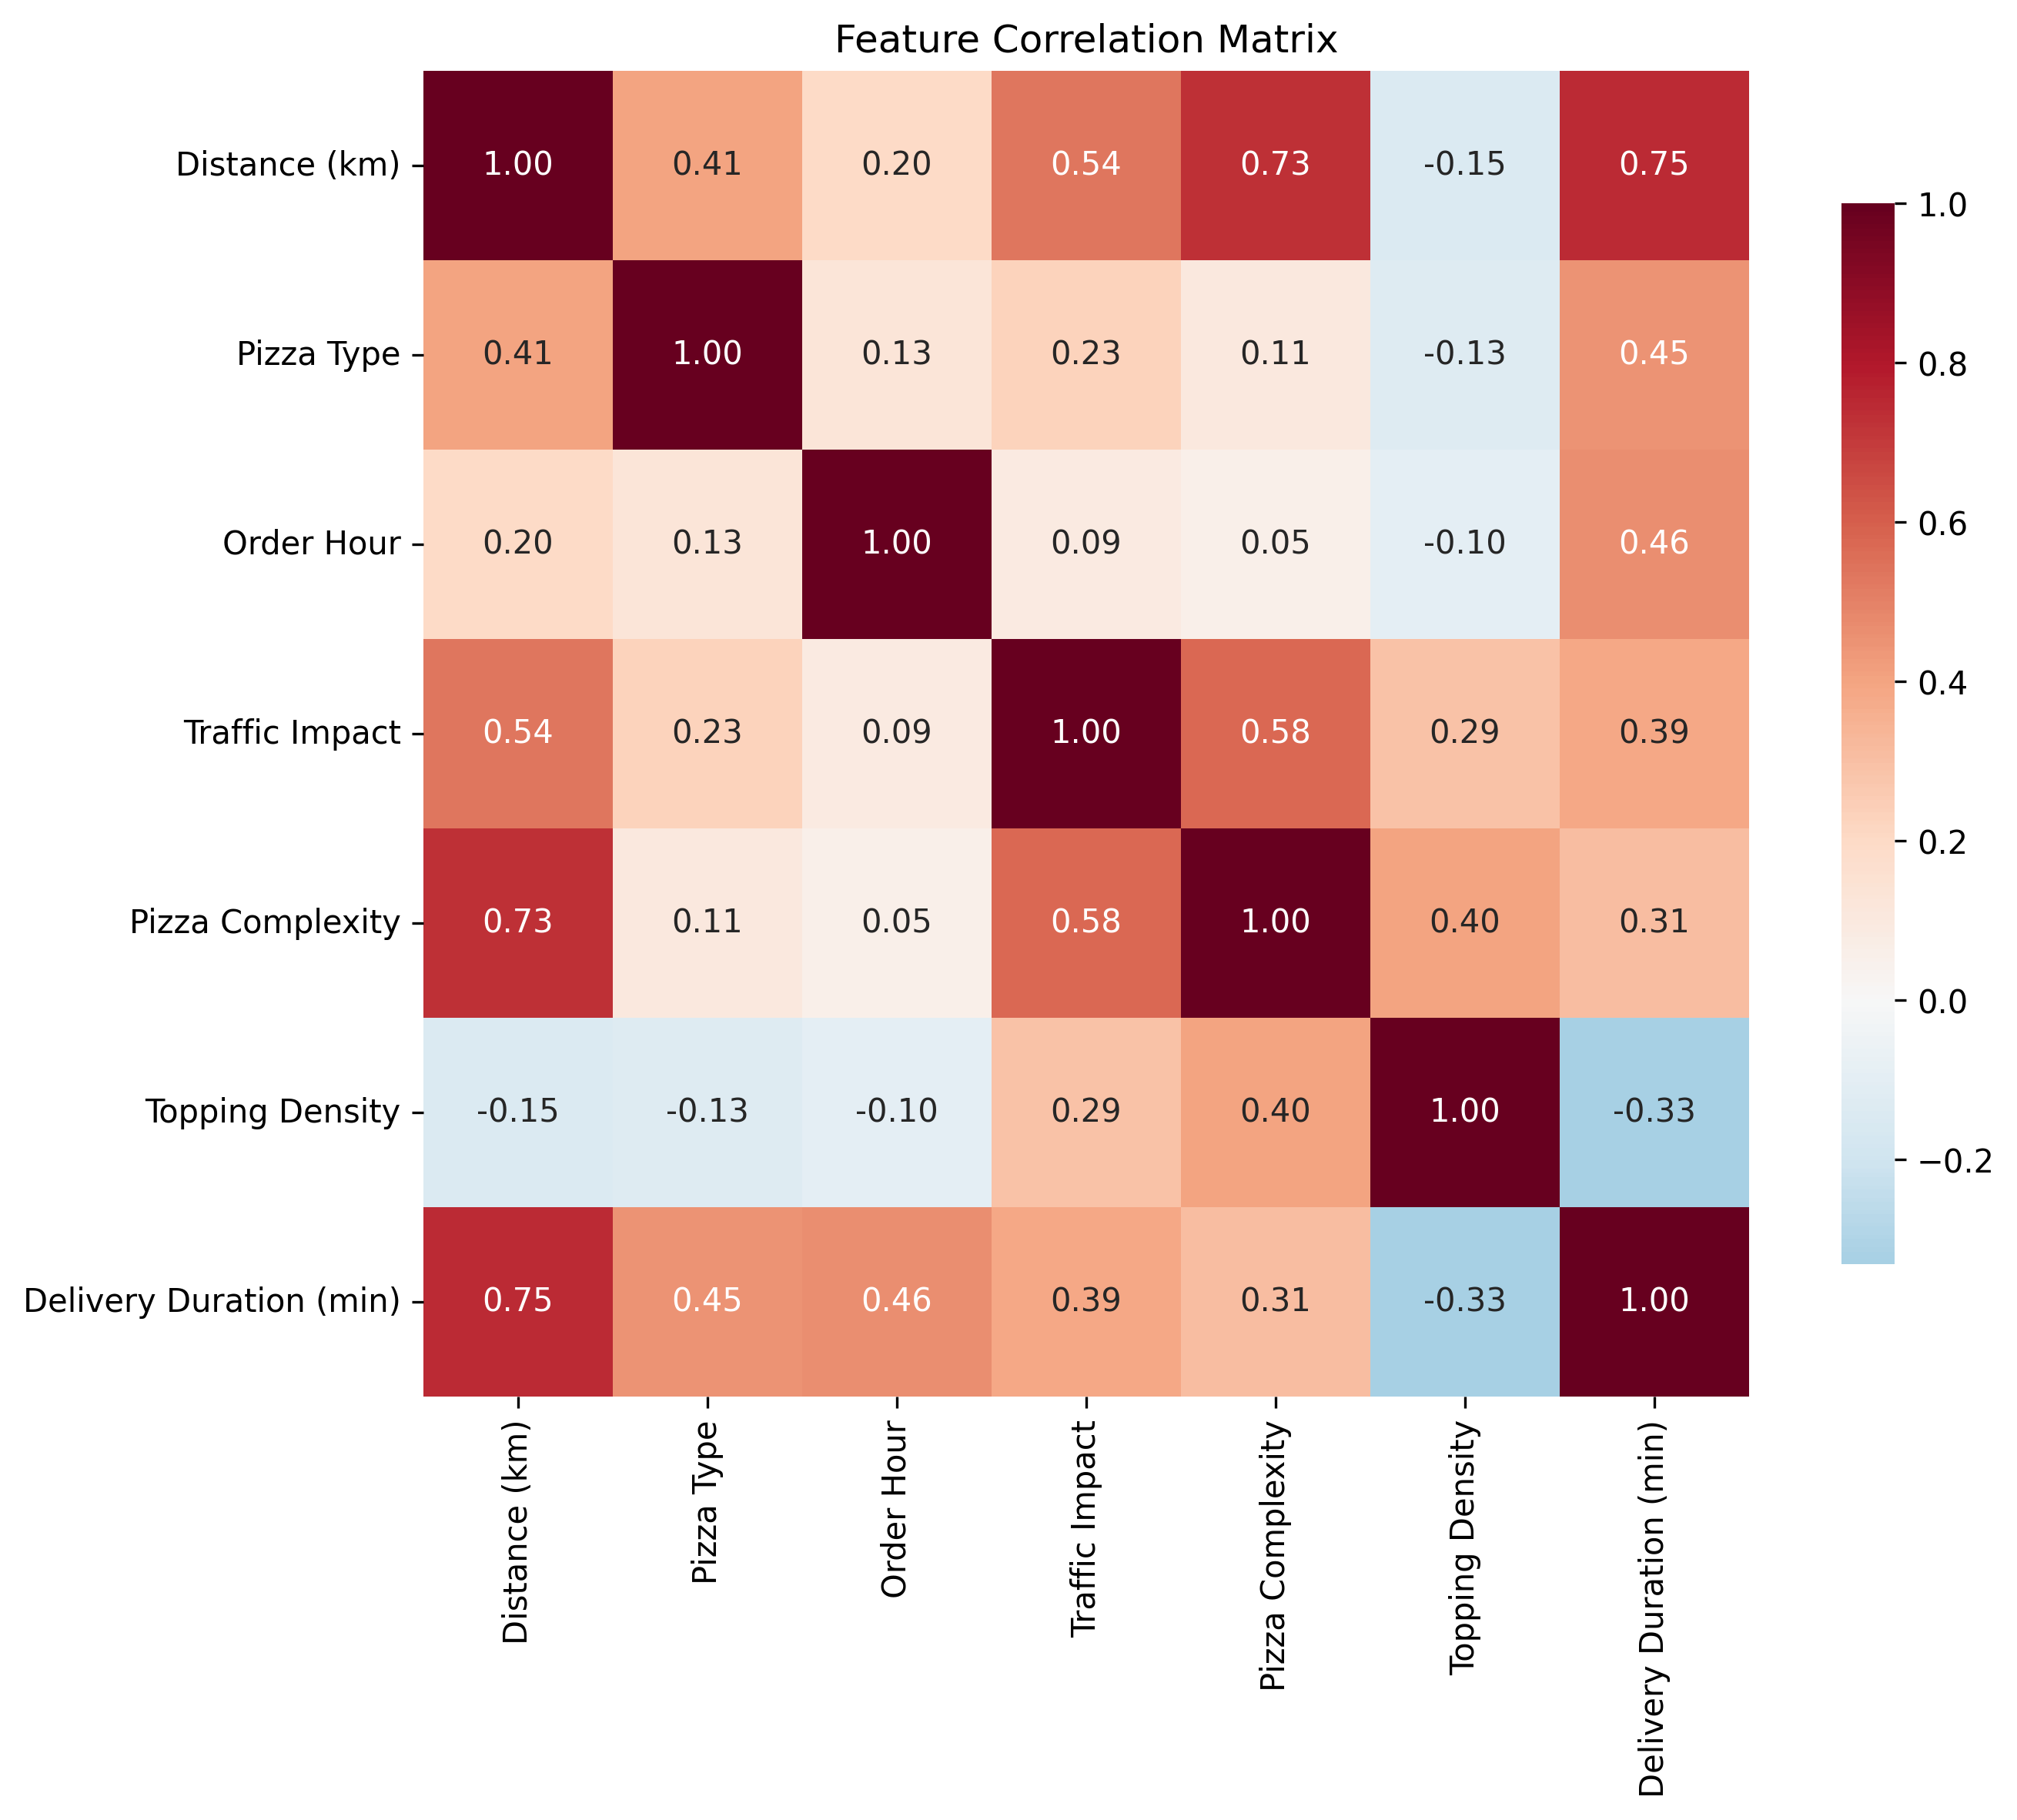 Feature Correlation Matrix
Distance (km) 1.00 0.41 0.20 0.54 0.73 -0.15 0.75
Pizza Type 0.41 1.00 0.13 0.23 0.11 -0.13 0.45
Order Hour 0.20 0.13 1.00 0.09 0.05 -0.10 0.46
Traffic Impact 0.54 0.23 0.09 1.00 0.58 0.29 0.39
Pizza Complexity 0.73 0.11 0.05 0.58 1.00 0.40 0.31
Topping Density -0.15 -0.13 -0.10 0.29 0.40 1.00 -0.33
Delivery Duration (min) 0.75 0.45 0.46 0.39 0.31 -0.33 1.00
Distance (km)
Pizza Type
Order Hour
Traffic Impact
Pizza Complexity
Topping Density
Delivery Duration (min)
1.0
0.8
0.6
0.4
0.2
0.0
−0.2